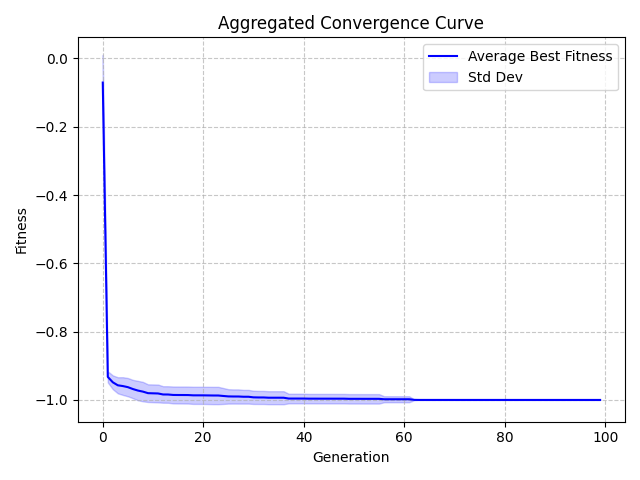 Aggregated Convergence Curve
Average Best Fitness
Std Dev
Fitness
0.0
−0.2
−0.4
−0.6
−0.8
−1.0
0 20 40 60 80 100
Generation